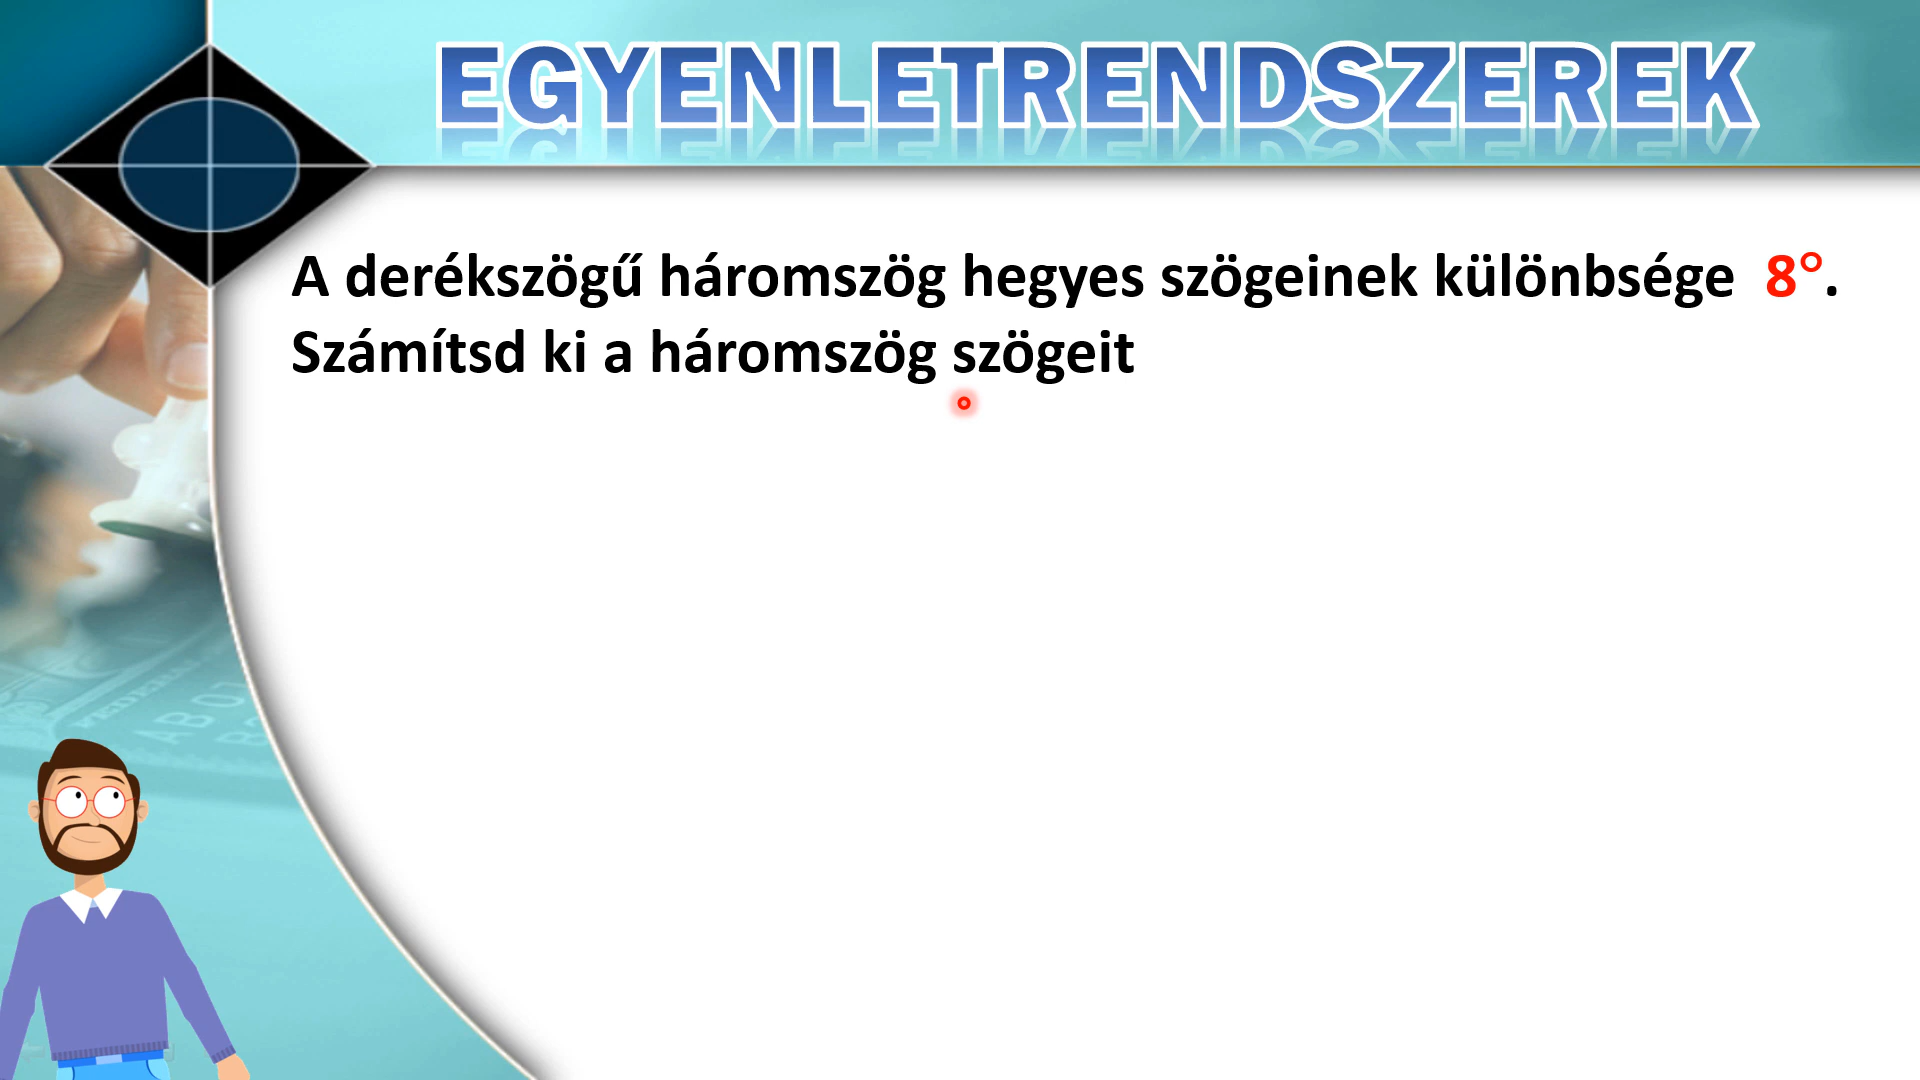 EGYENLETRENDSZEREK
A derékszögű háromszög hegyes szögeinek különbsége 8°.
Számítsd ki a háromszög szögeit